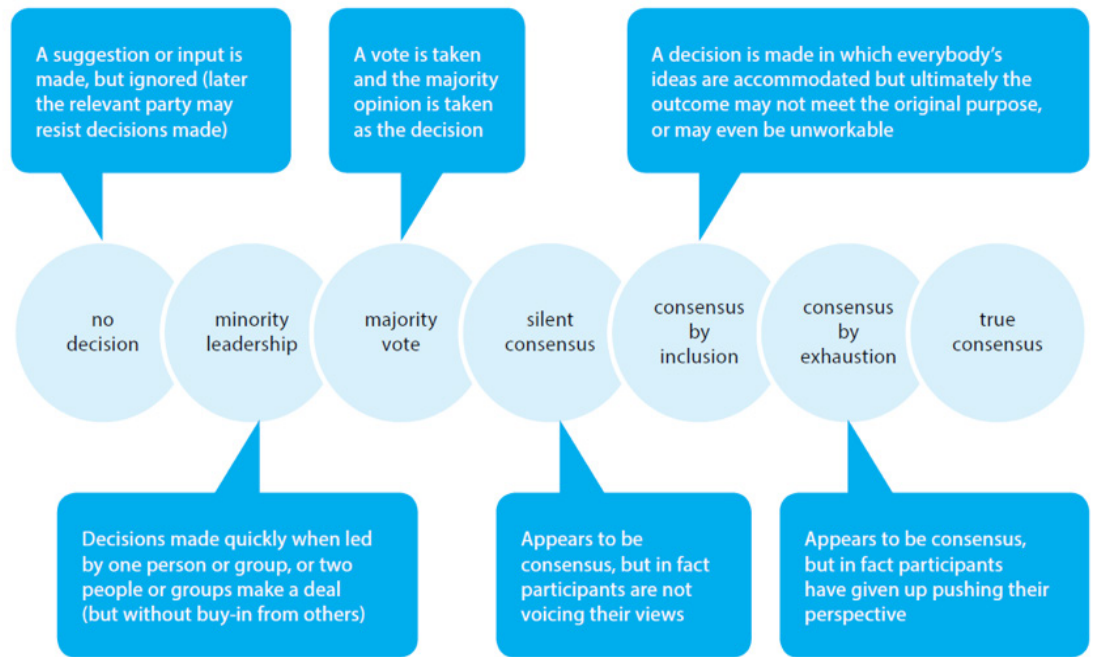 A suggestion or input is
made, but ignored (later
the relevant party may
resist decisions made)
A vote is taken
and the majority
opinion is taken
as the decision
A decision is made in which everybody’s
ideas are accommodated but ultimately the
outcome may not meet the original purpose,
or may even be unworkable
no
decision
minority
leadership
majority
vote
silent
consensus
consensus
by
inclusion
consensus
by
exhaustion
true
consensus
Decisions made quickly when led
by one person or group, or two
people or groups make a deal
(but without buy-in from others)
Appears to be
consensus, but in fact
participants are not
voicing their views
Appears to be consensus,
but in fact participants
have given up pushing their
perspective